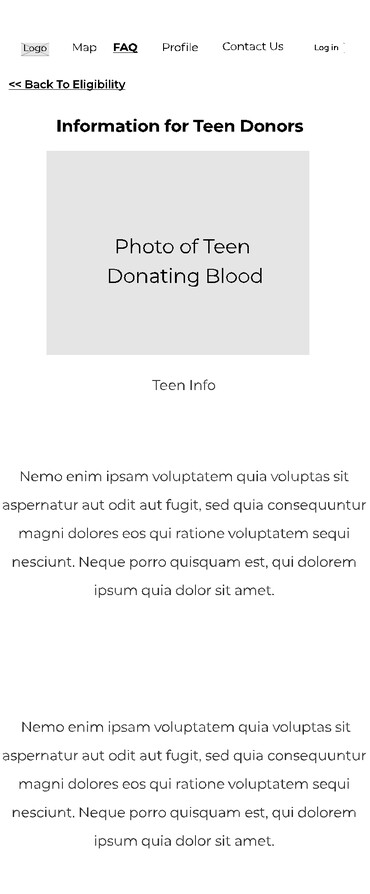 Logo Map FAQ Profile Contact Us Log in
<< Back To Eligibility
Information for Teen Donors
Photo of Teen
Donating Blood
Teen Info
Nemo enim ipsam voluptatem quia voluptas sit
aspernatur aut odit aut fugit, sed quia consequuntur
magni dolores eos qui ratione voluptatem sequi
nesciunt. Neque porro quisquam est, qui dolorem
ipsum quia dolor sit amet.
Nemo enim ipsam voluptatem quia voluptas sit
aspernatur aut odit aut fugit, sed quia consequuntur
magni dolores eos qui ratione voluptatem sequi
nesciunt. Neque porro quisquam est, qui dolorem
ipsum quia dolor sit amet.